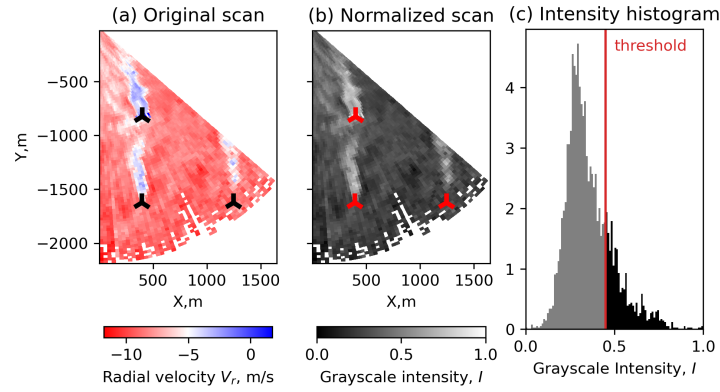 (a) Original scan
(b) Normalized scan
(c) Intensity histogram
threshold
Y,m
−500
−1000
−1500
−2000
500
1000
1500
X,m
500
1000
1500
X,m
4
3
2
1
0
0.0
0.5
1.0
Grayscale Intensity, I
−10
−5
0
Radial velocity Vr, m/s
0.0
0.5
1.0
Grayscale intensity, I